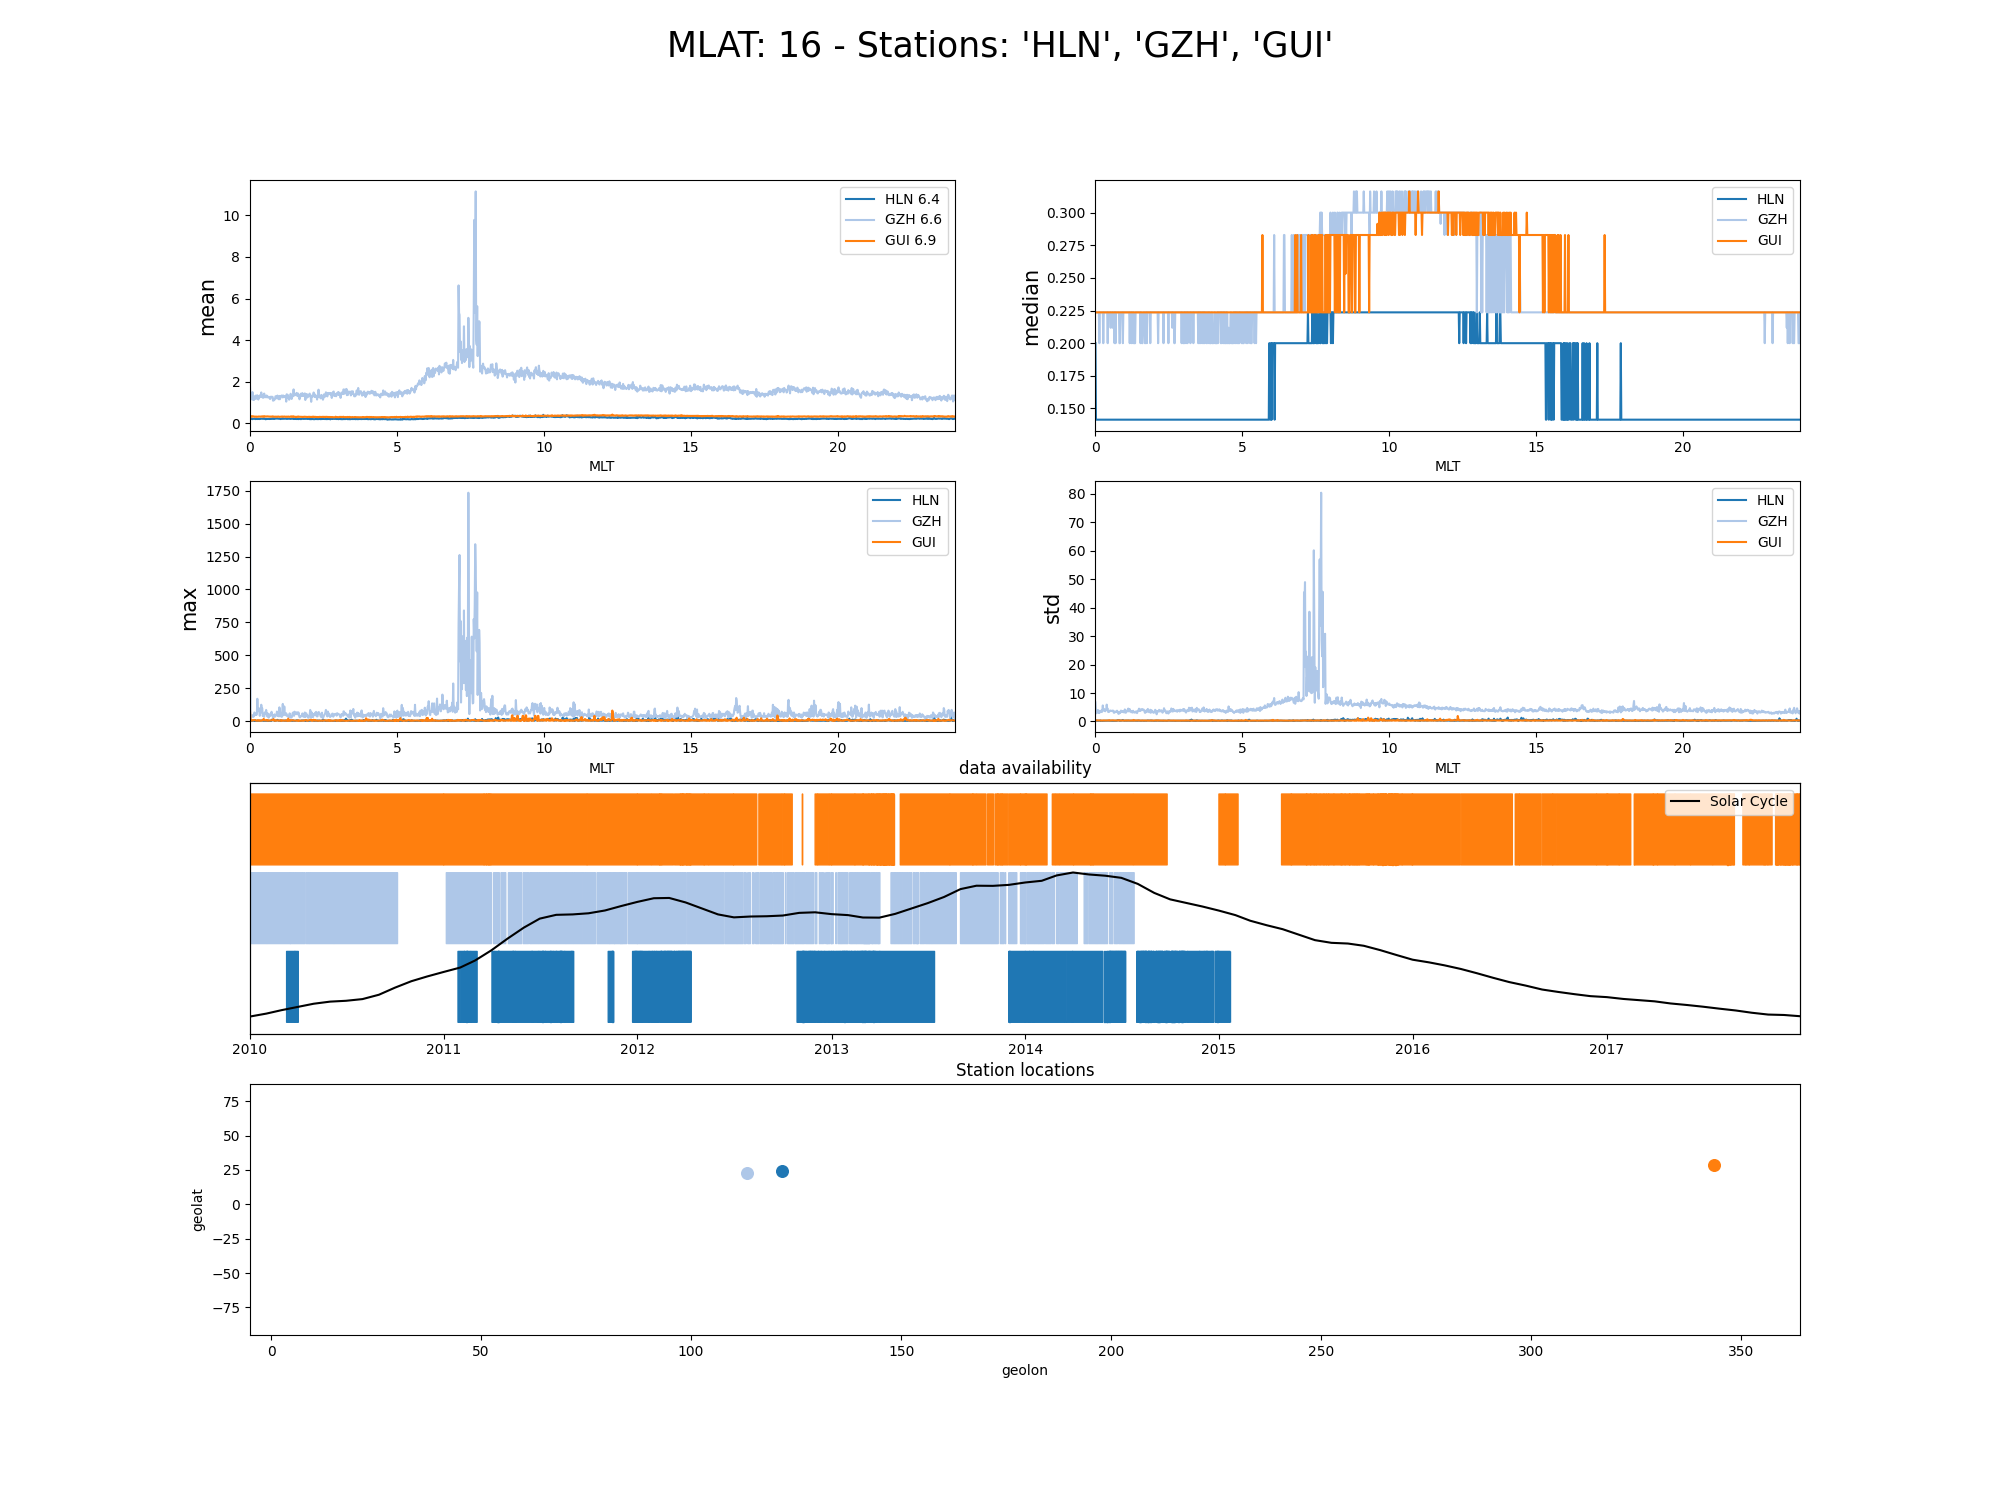 MLAT: 16 - Stations: 'HLN', 'GZH', 'GUI'
mean
10
8
6
4
2
0
0 5 10 15 20
MLT
HLN 6.4
GZH 6.6
GUI 6.9
median
0.300
0.275
0.250
0.225
0.200
0.175
0.150
0 5 10 15 20
MLT
HLN
GZH
GUI
max
1750
1500
1250
1000
750
500
250
0
0 5 10 15 20
MLT
HLN
GZH
GUI
std
80
70
60
50
40
30
20
10
0
0 5 10 15 20
MLT
HLN
GZH
GUI
data availability
Solar Cycle
2010 2011 2012 2013 2014 2015 2016 2017
Station locations
geolat
75
50
25
0
−25
−50
−75
0 50 100 150 200 250 300 350
geolon